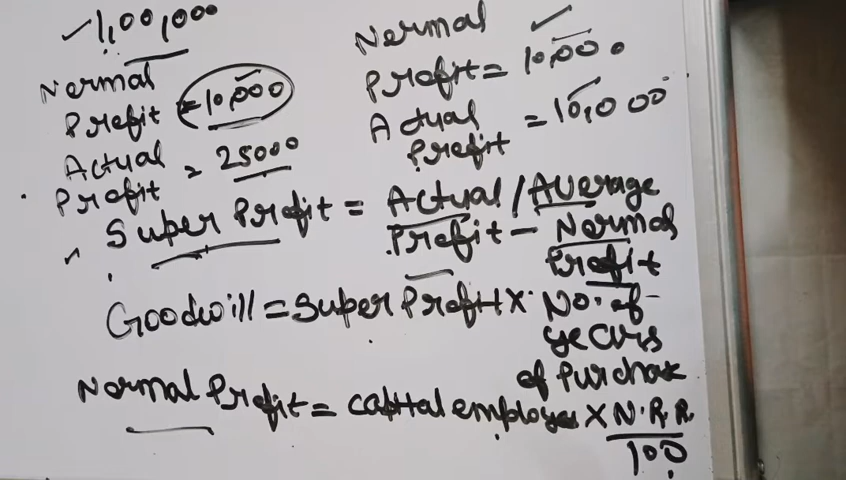 1,00,000
Normal
Profit = 10,000
Actual
Profit = 25000
Normal
Profit = 10,000
Actual
Profit = 10,000
Super Profit = Actual / Average
Profit - Normal
Profit
Goodwill = Super Profit × No. of
years
of Purchase
Normal Profit = capital employed × N.R.R
100